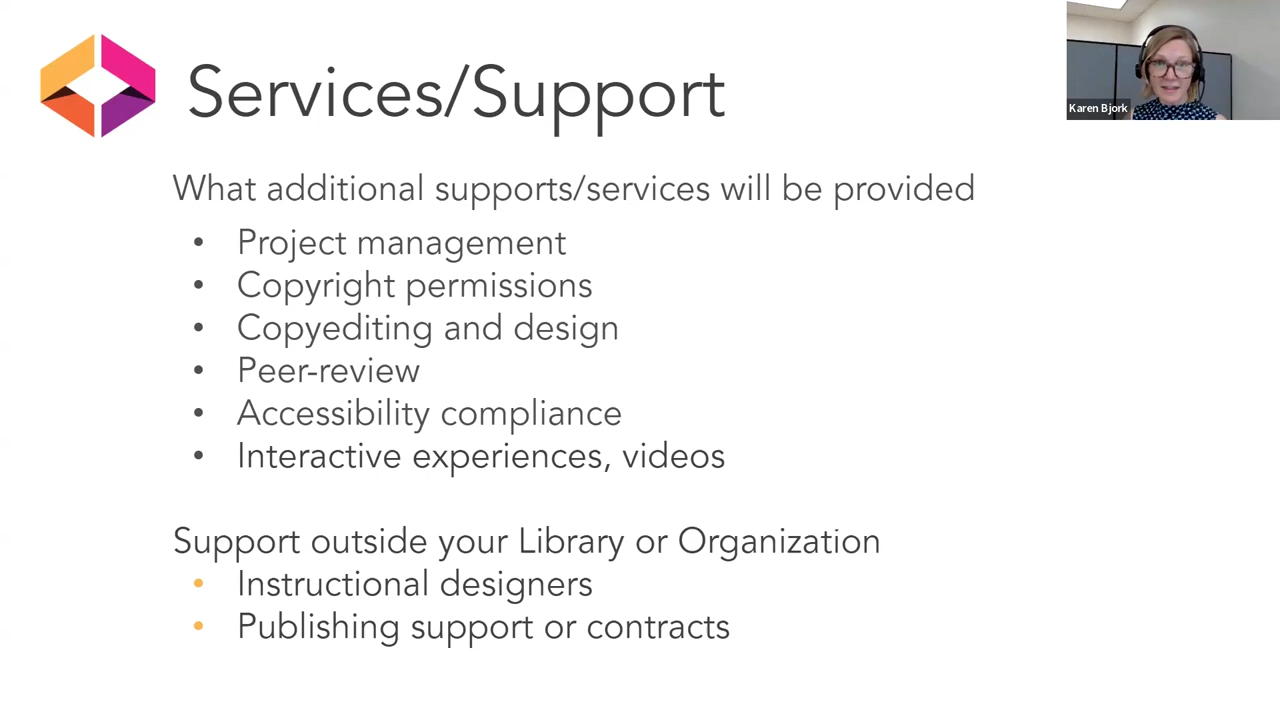 Services/Support
Karen Bjork
What additional supports/services will be provided
• Project management
• Copyright permissions
• Copyediting and design
• Peer-review
• Accessibility compliance
• Interactive experiences, videos
Support outside your Library or Organization
• Instructional designers
• Publishing support or contracts